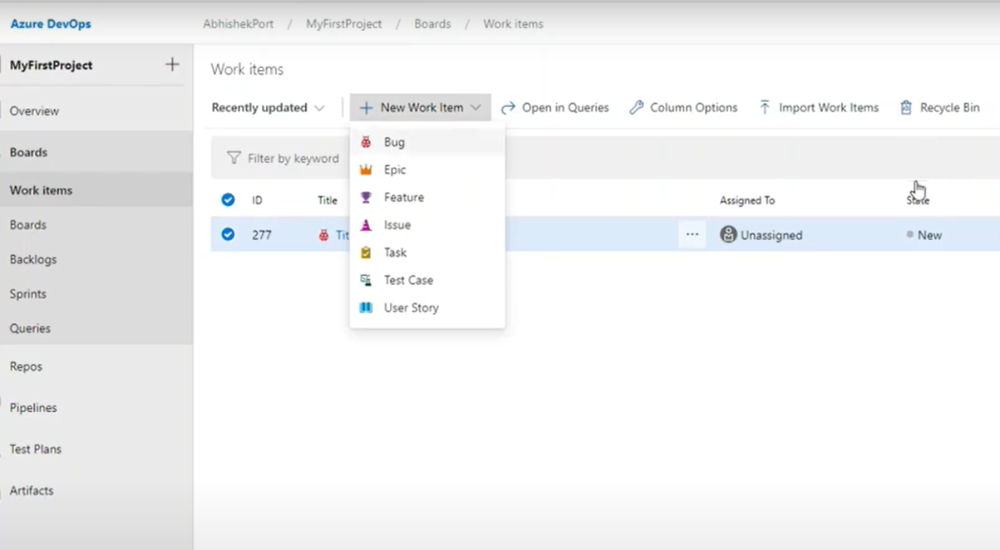 Azure DevOps
AbhishekPort / MyFirstProject / Boards / Work items
MyFirstProject
Overview
Boards
Work items
Boards
Backlogs
Sprints
Queries
Repos
Pipelines
Test Plans
Artifacts
Work items
Recently updated
New Work Item
Open in Queries
Column Options
Import Work Items
Recycle Bin
Bug
Epic
Feature
Issue
Task
Test Case
User Story
Filter by keyword
ID Title Assigned To State
277 ... Unassigned New